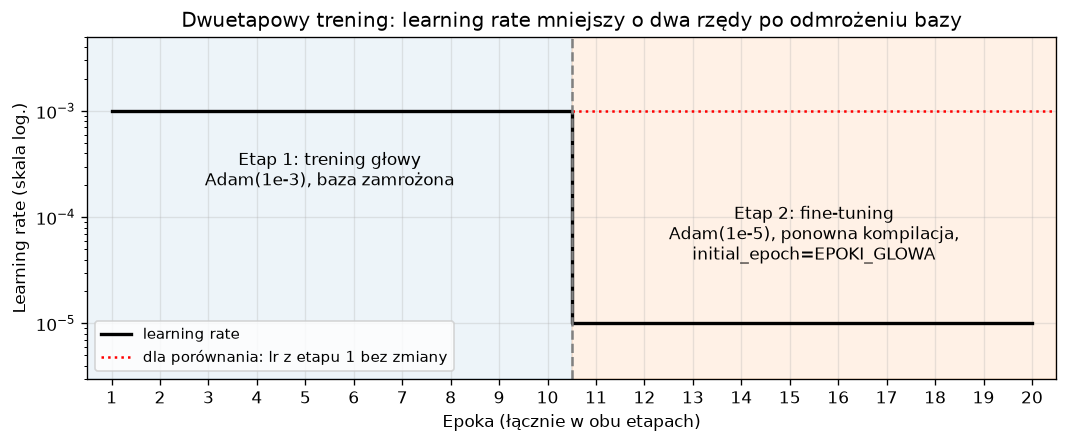 Dwuetapowy trening: learning rate mniejszy o dwa rzędy po odmrożeniu bazy
Learning rate (skala log.)
10⁻³
10⁻⁴
10⁻⁵
Etap 1: trening głowy
Adam(1e-3), baza zamrożona
Etap 2: fine-tuning
Adam(1e-5), ponowna kompilacja,
initial_epoch=EPOKI_GLOWA
learning rate
dla porównania: lr z etapu 1 bez zmiany
1 2 3 4 5 6 7 8 9 10 11 12 13 14 15 16 17 18 19 20
Epoka (łącznie w obu etapach)